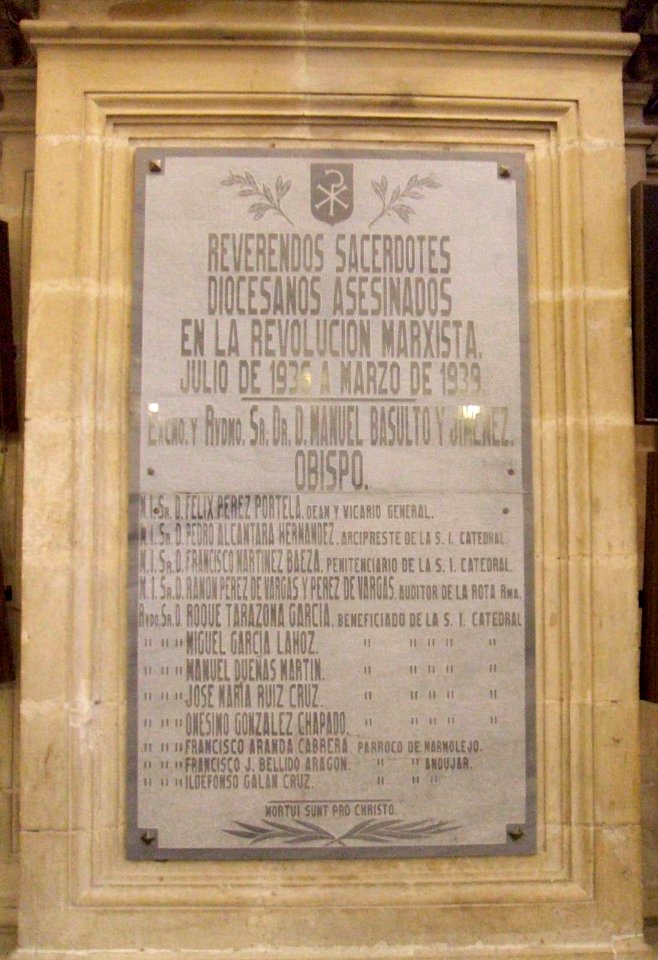 REVERENDOS SACERDOTES
DIOCESANOS ASESINADOS
EN LA REVOLUCION MARXISTA.
JULIO DE 1936 A MARZO DE 1939.
EXCMO. Y RVDMO. SR. DR. D. MANUEL BASULTO Y JIMENEZ.
OBISPO.
M.I.SR. D. FELIX PEREZ PORTELA. DEAN Y VICARIO GENERAL.
M.I.SR. D. PEDRO ALCANTARA HERNANDEZ. ARCIPRESTE DE LA S. I. CATEDRAL.
M.I.SR. D. FRANCISCO MARTINEZ BAEZA. PENITENCIARIO DE LA S. I. CATEDRAL.
M.I.SR. D. RAMON PEREZ DE VARGAS Y PEREZ DE VARGAS. AUDITOR DE LA ROTA RMA.
RVDO. SR. D. ROQUE TARAZONA GARCIA. BENEFICIADO DE LA S. I. CATEDRAL
" " " MIGUEL GARCIA LAHOZ. " " " " "
" " " MANUEL DUEÑAS MARTIN. " " " " "
" " " JOSE MARIA RUIZ CRUZ. " " " " "
" " " ONESIMO GONZALEZ CHAPADO. " " " " "
" " " FRANCISCO ARANDA CABRERA. PARROCO DE MARMOLEJO.
" " " FRANCISCO J. BELLIDO ARAGON. " " ANDUJAR.
" " " ILDEFONSO GALAN CRUZ. " " "
MORTUI SUNT PRO CHRISTO.